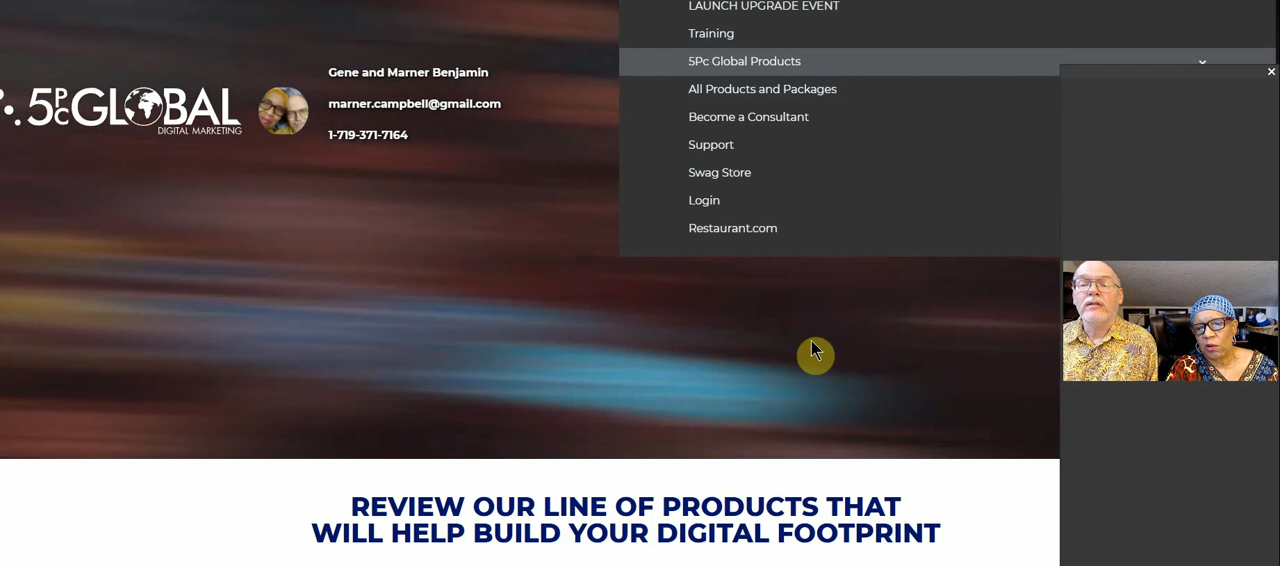 LAUNCH UPGRADE EVENT
Training
5Pc Global Products
All Products and Packages
Become a Consultant
Support
Swag Store
Login
Restaurant.com
5PC GLOBAL
DIGITAL MARKETING
Gene and Marner Benjamin
marner.campbell@gmail.com
1-719-371-7164
REVIEW OUR LINE OF PRODUCTS THAT
WILL HELP BUILD YOUR DIGITAL FOOTPRINT